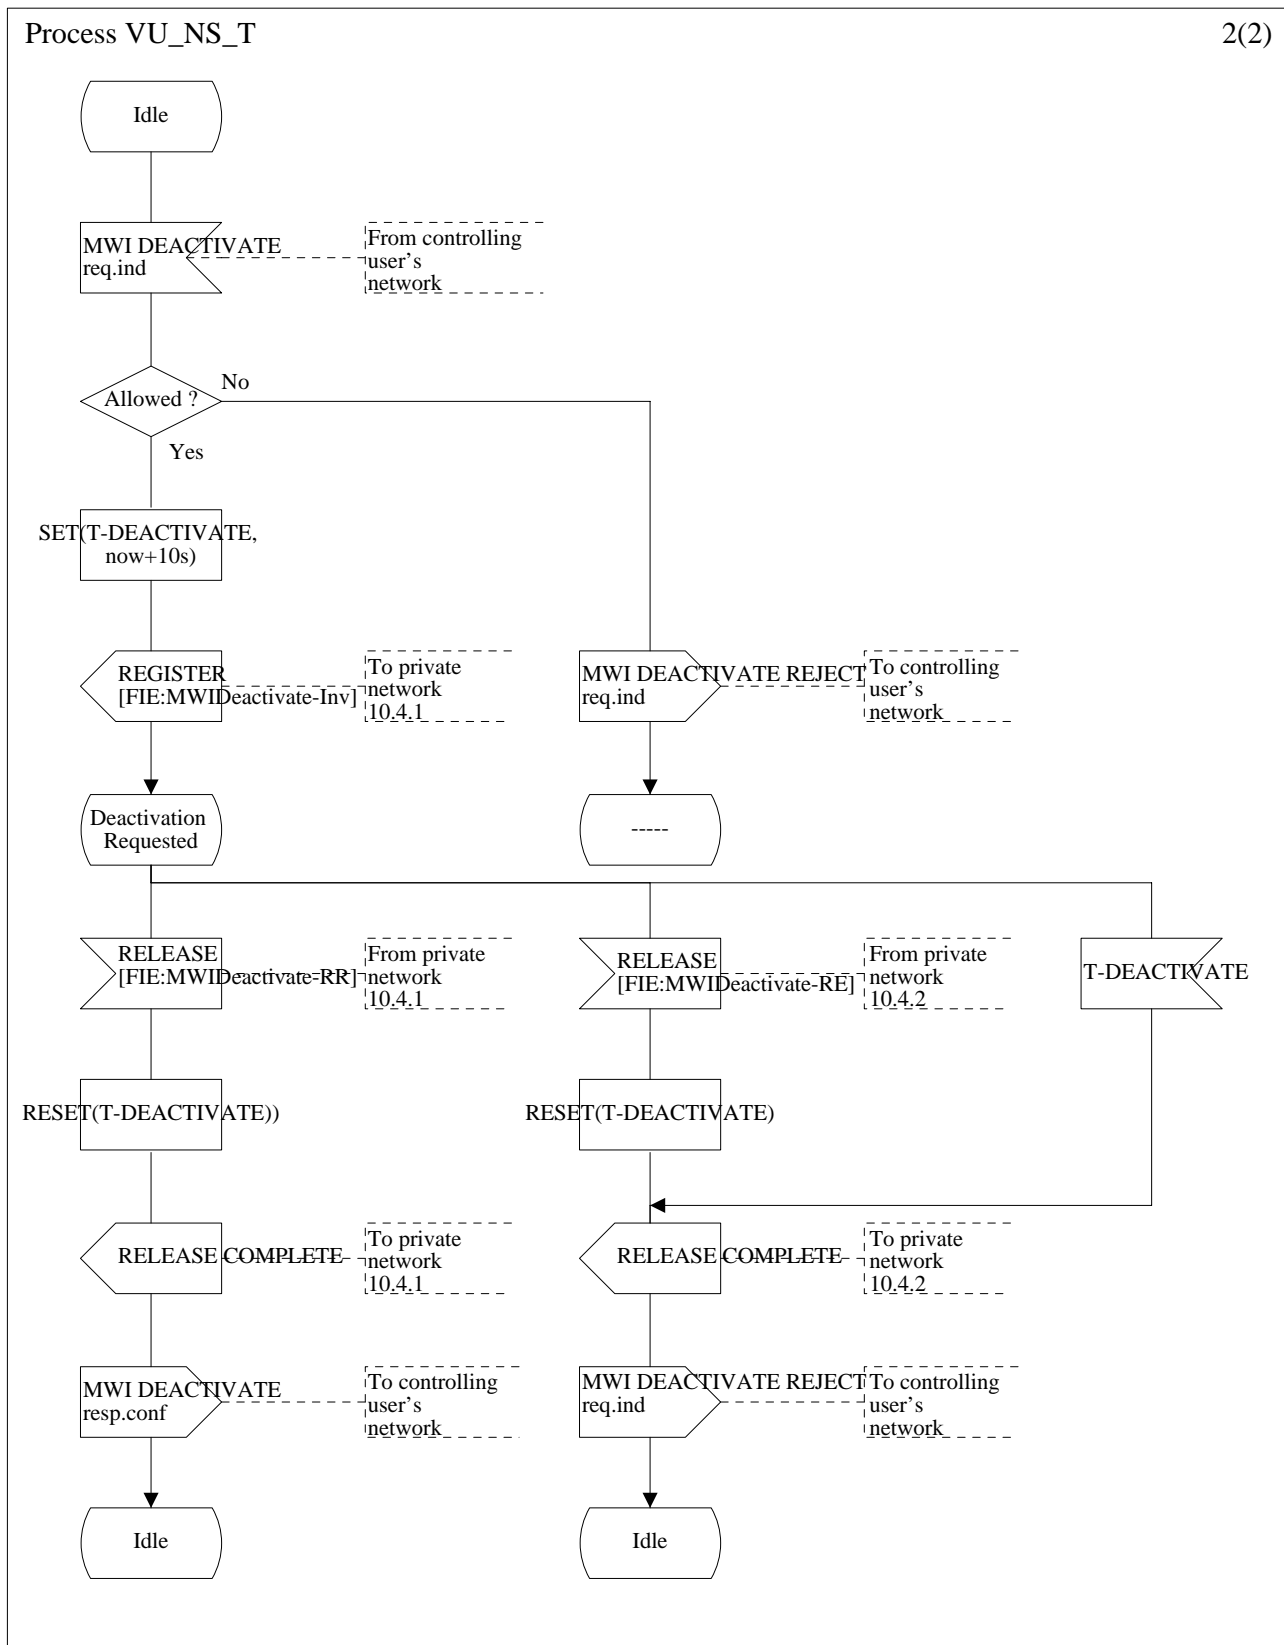 Process VU_NS_T
2(2)
Idle
MWI DEACTIVATE
req.ind
From controlling
user's
network
Allowed ?
No
Yes
SET(T-DEACTIVATE,
now+10s)
REGISTER
[FIE:MWIDeactivate-Inv]
To private
network
10.4.1
MWI DEACTIVATE REJECT
req.ind
To controlling
user's
network
Deactivation
Requested
-----
RELEASE
[FIE:MWIDeactivate-RR]
From private
network
10.4.1
RELEASE
[FIE:MWIDeactivate-RE]
From private
network
10.4.2
T-DEACTIVATE
RESET(T-DEACTIVATE))
RESET(T-DEACTIVATE)
RELEASE COMPLETE
To private
network
10.4.1
RELEASE COMPLETE
To private
network
10.4.2
MWI DEACTIVATE
resp.conf
To controlling
user's
network
MWI DEACTIVATE REJECT
req.ind
To controlling
user's
network
Idle
Idle